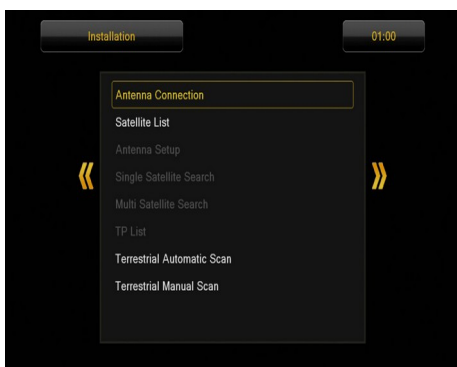 Installation
01:00
Antenna Connection
Satellite List
Antenna Setup
Single Satellite Search
Multi Satellite Search
TP List
Terrestrial Automatic Scan
Terrestrial Manual Scan